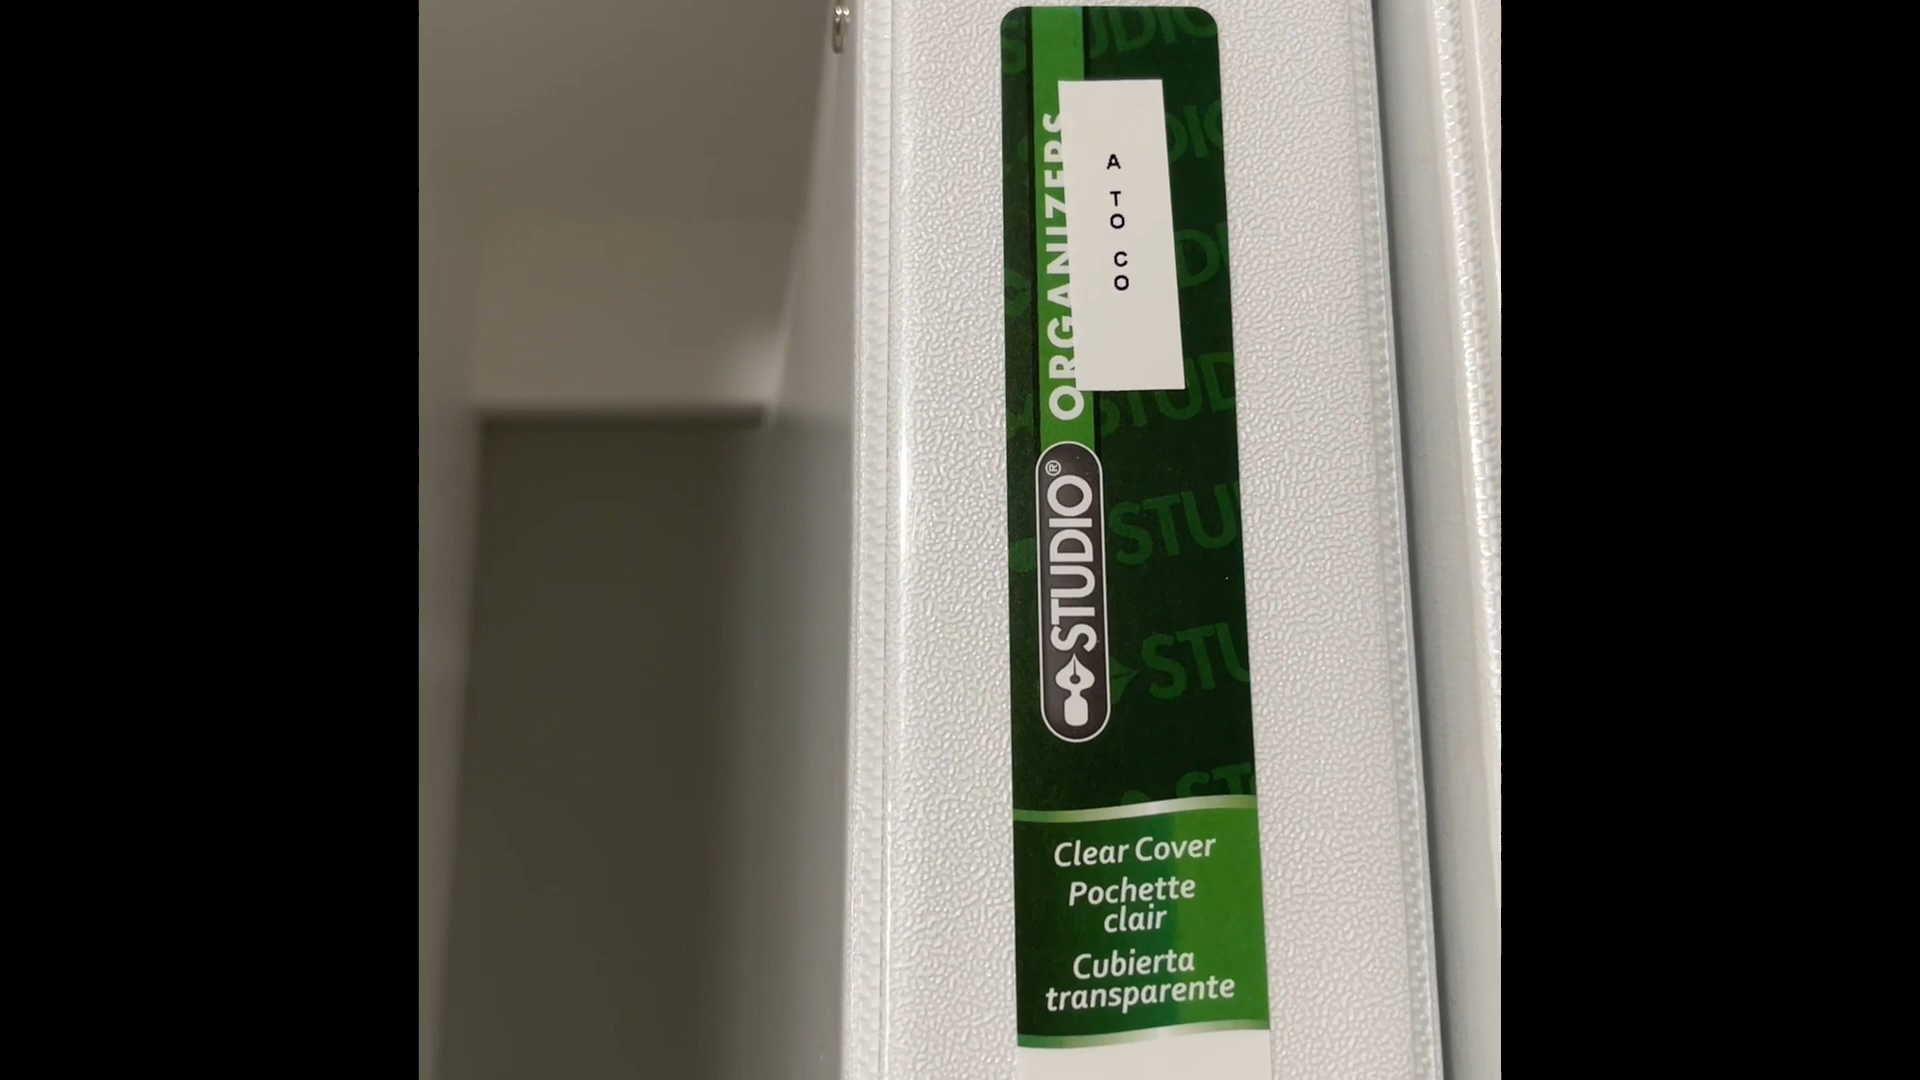 A
TO
CO
ORGANIZERS
STUDIO®
Clear Cover
Pochette
clair
Cubierta
transparente